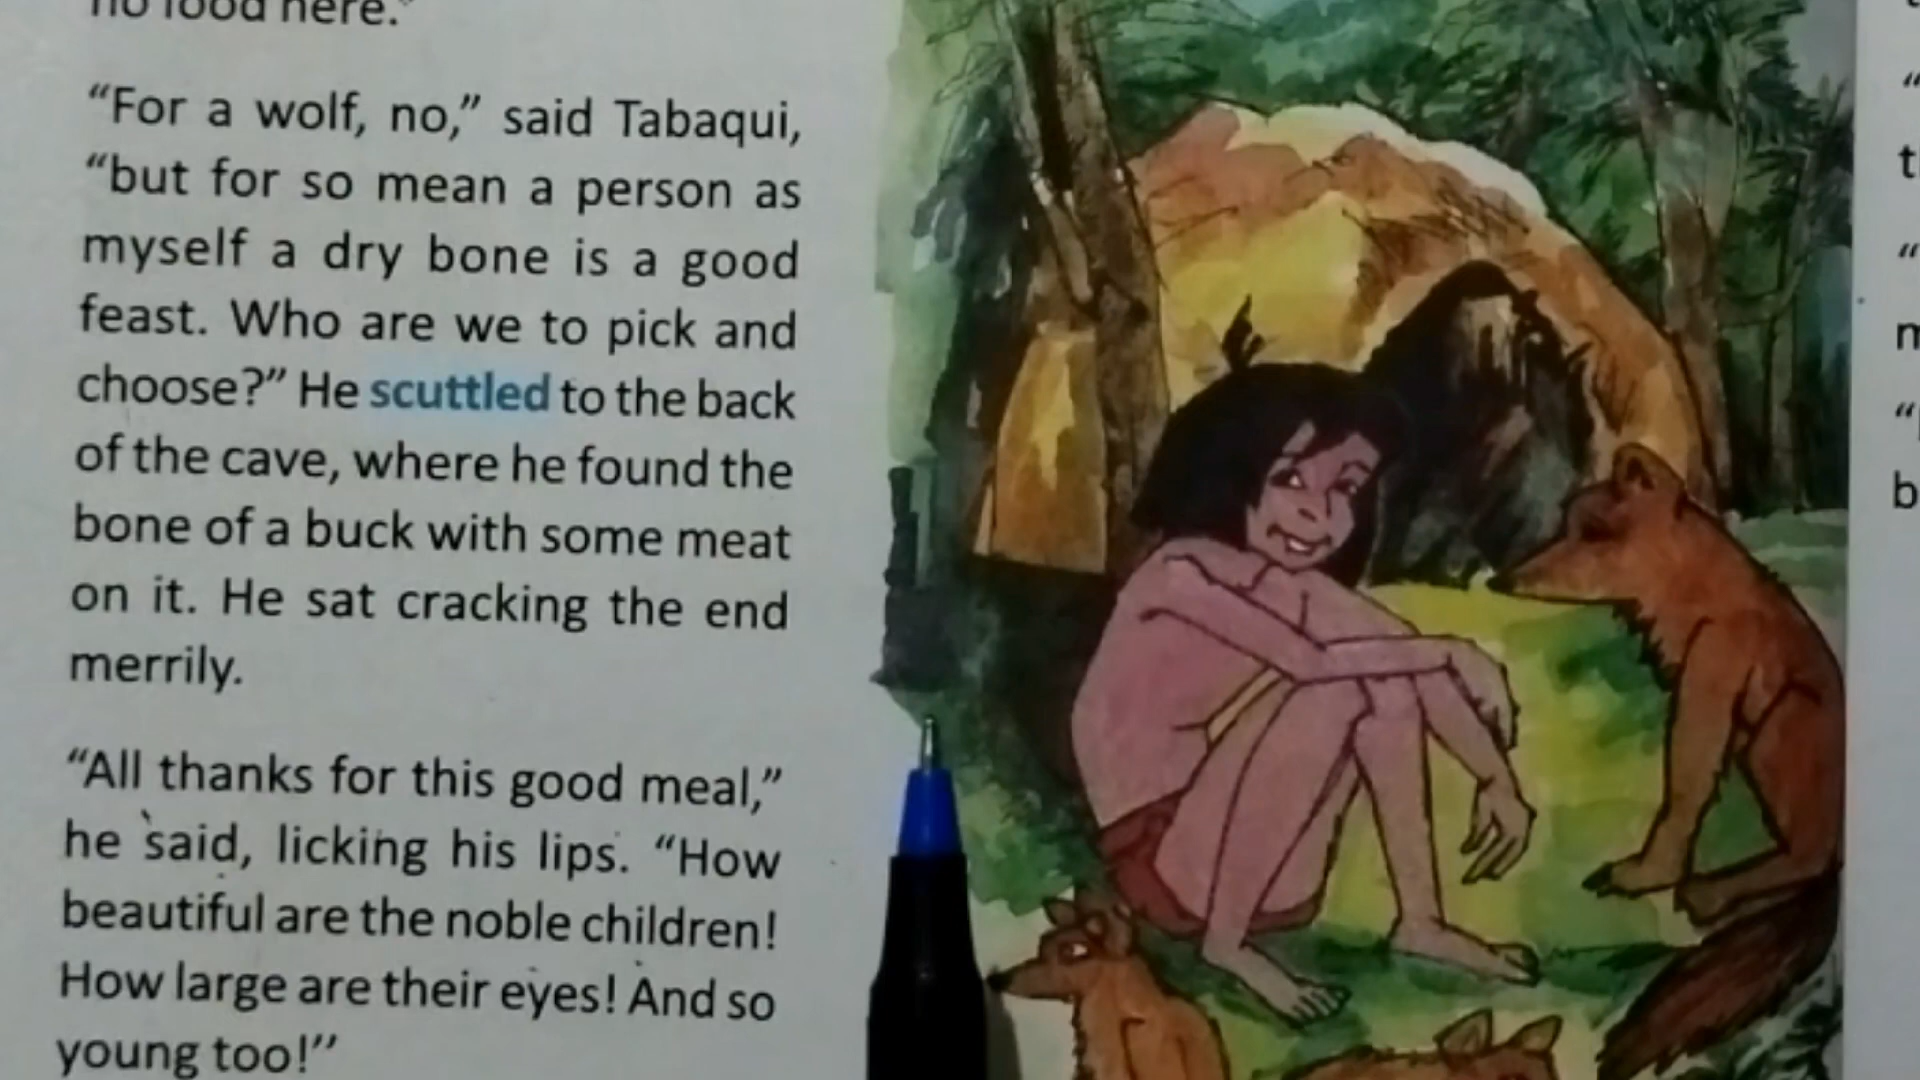 no food here."
“For a wolf, no,” said Tabaqui,
“but for so mean a person as
myself a dry bone is a good
feast. Who are we to pick and
choose?” He scuttled to the back
of the cave, where he found the
bone of a buck with some meat
on it. He sat cracking the end
merrily.
“All thanks for this good meal,”
he said, licking his lips. “How
beautiful are the noble children!
How large are their eyes! And so
young too!”